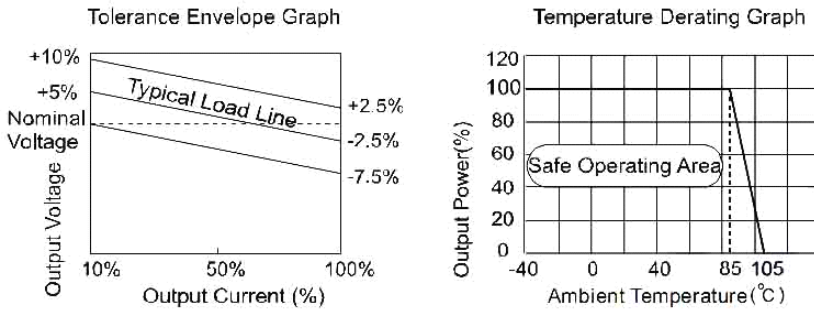 Tolerance Envelope Graph
+10%
+5%
Nominal
Voltage
Output Voltage
Typical Load Line
+2.5%
-2.5%
-7.5%
10%
50%
100%
Output Current (%)
Temperature Derating Graph
120
100
80
60
40
20
0
Output Power(%)
Safe Operating Area
-40
0
40
85
105
Ambient Temperature(℃)